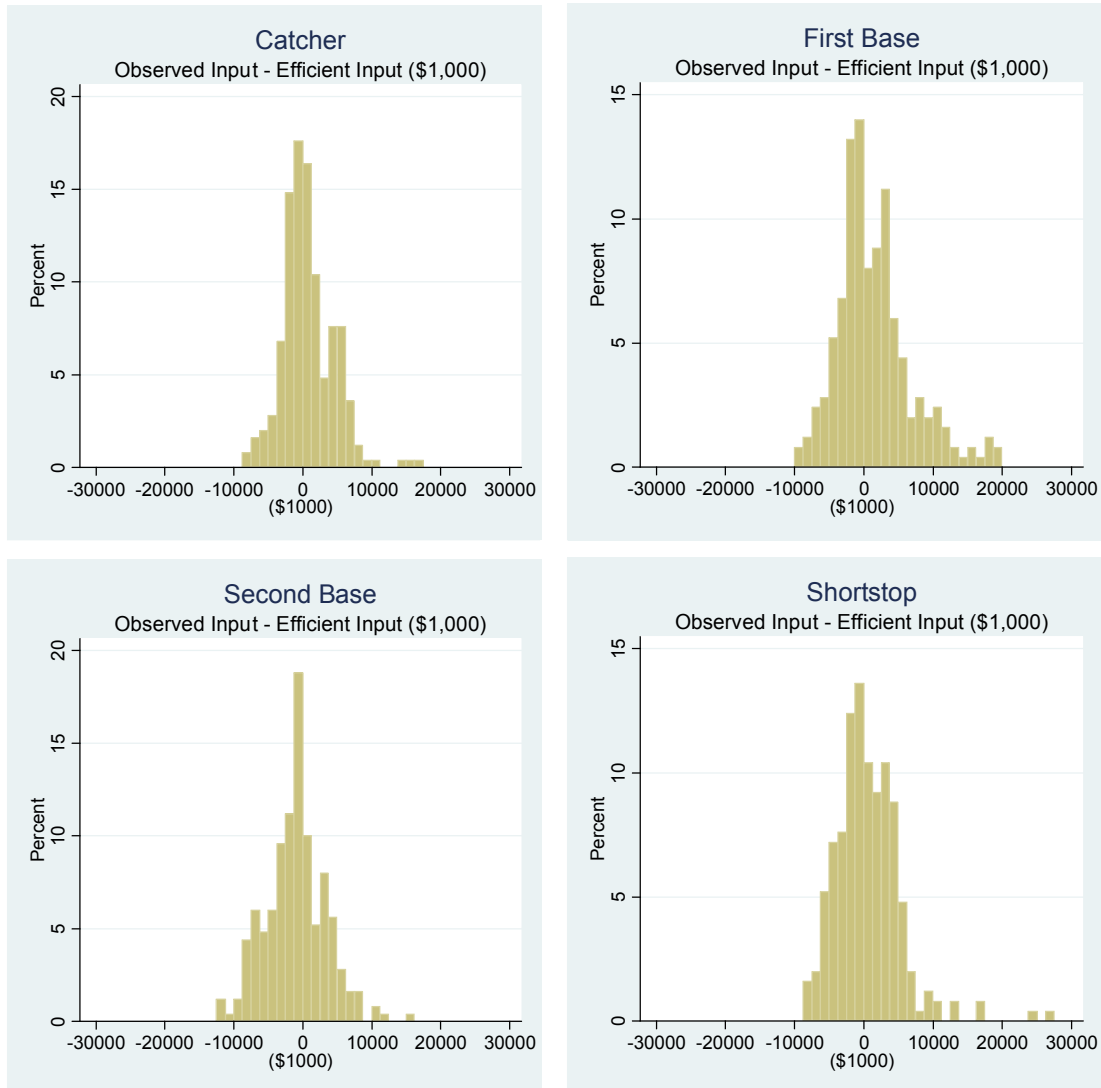 Catcher
Observed Input - Efficient Input ($1,000)
Percent
20
15
10
5
0
-30000 -20000 -10000 0 10000 20000 30000
($1000)
First Base
Observed Input - Efficient Input ($1,000)
Percent
15
10
5
0
-30000 -20000 -10000 0 10000 20000 30000
($1000)
Second Base
Observed Input - Efficient Input ($1,000)
Percent
20
15
10
5
0
-30000 -20000 -10000 0 10000 20000 30000
($1000)
Shortstop
Observed Input - Efficient Input ($1,000)
Percent
15
10
5
0
-30000 -20000 -10000 0 10000 20000 30000
($1000)